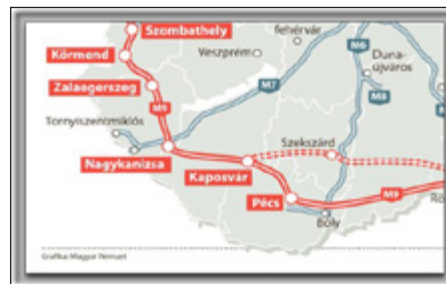 Szombathely
fehérvár
M6
Körmend
Veszprém
Duna-
újváros
Zalaegerszeg
M7
M8
M9
Tornyiszentmiklós
Szekszárd
Nagykanizsa
Kaposvár
Pécs
M9
Bóly
Grafika: Magyar Nemzet